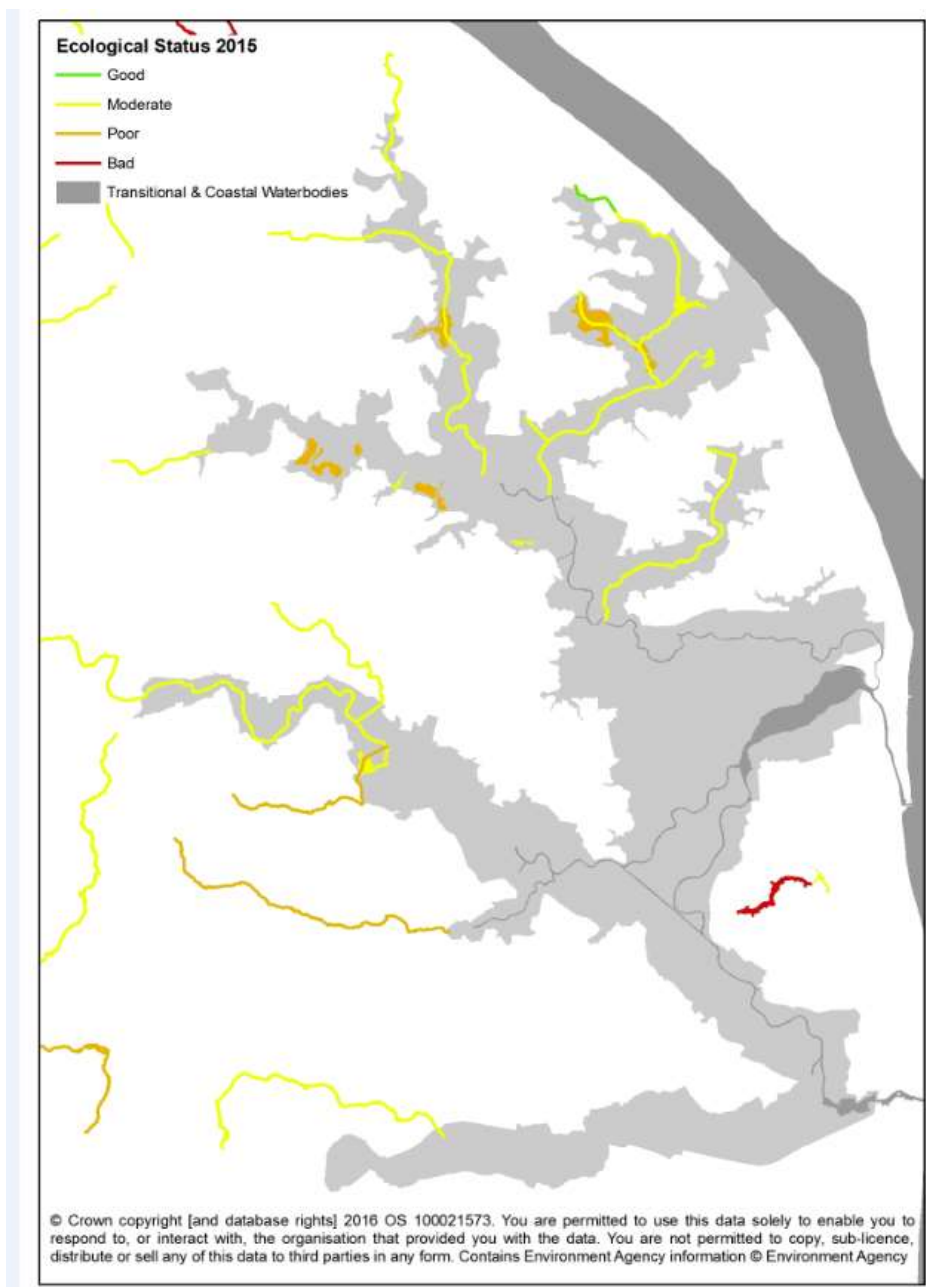 Ecological Status 2015
Good
Moderate
Poor
Bad
Transitional & Coastal Waterbodies
© Crown copyright [and database rights] 2016 OS 100021573. You are permitted to use this data solely to enable you to
respond to, or interact with, the organisation that provided you with the data. You are not permitted to copy, sub-licence,
distribute or sell any of this data to third parties in any form. Contains Environment Agency information © Environment Agency